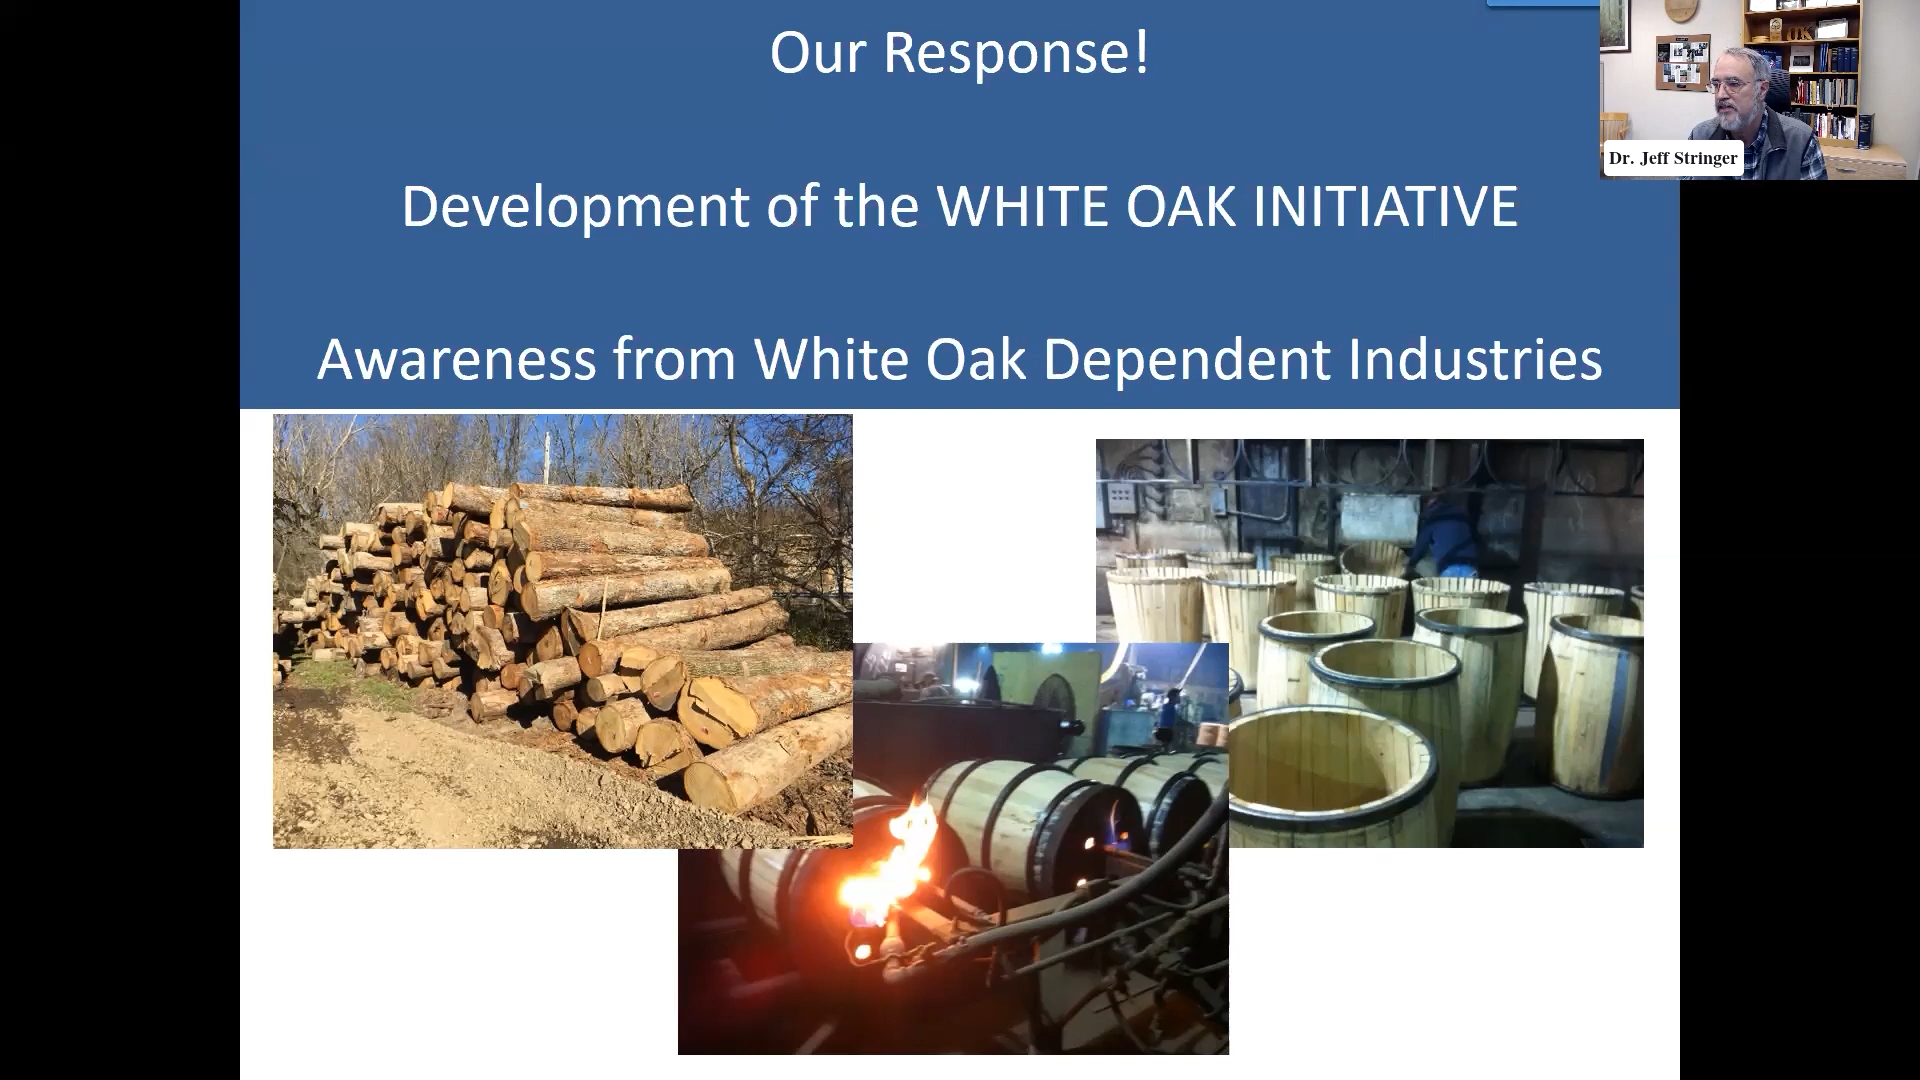 Our Response!
Development of the WHITE OAK INITIATIVE
Awareness from White Oak Dependent Industries
Dr. Jeff Stringer